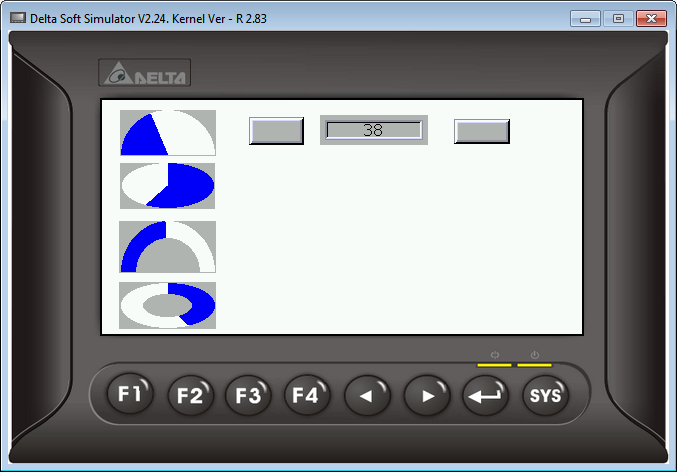 Delta Soft Simulator V2.24. Kernel Ver - R 2.83
DELTA
38
F1 F2 F3 F4 SYS